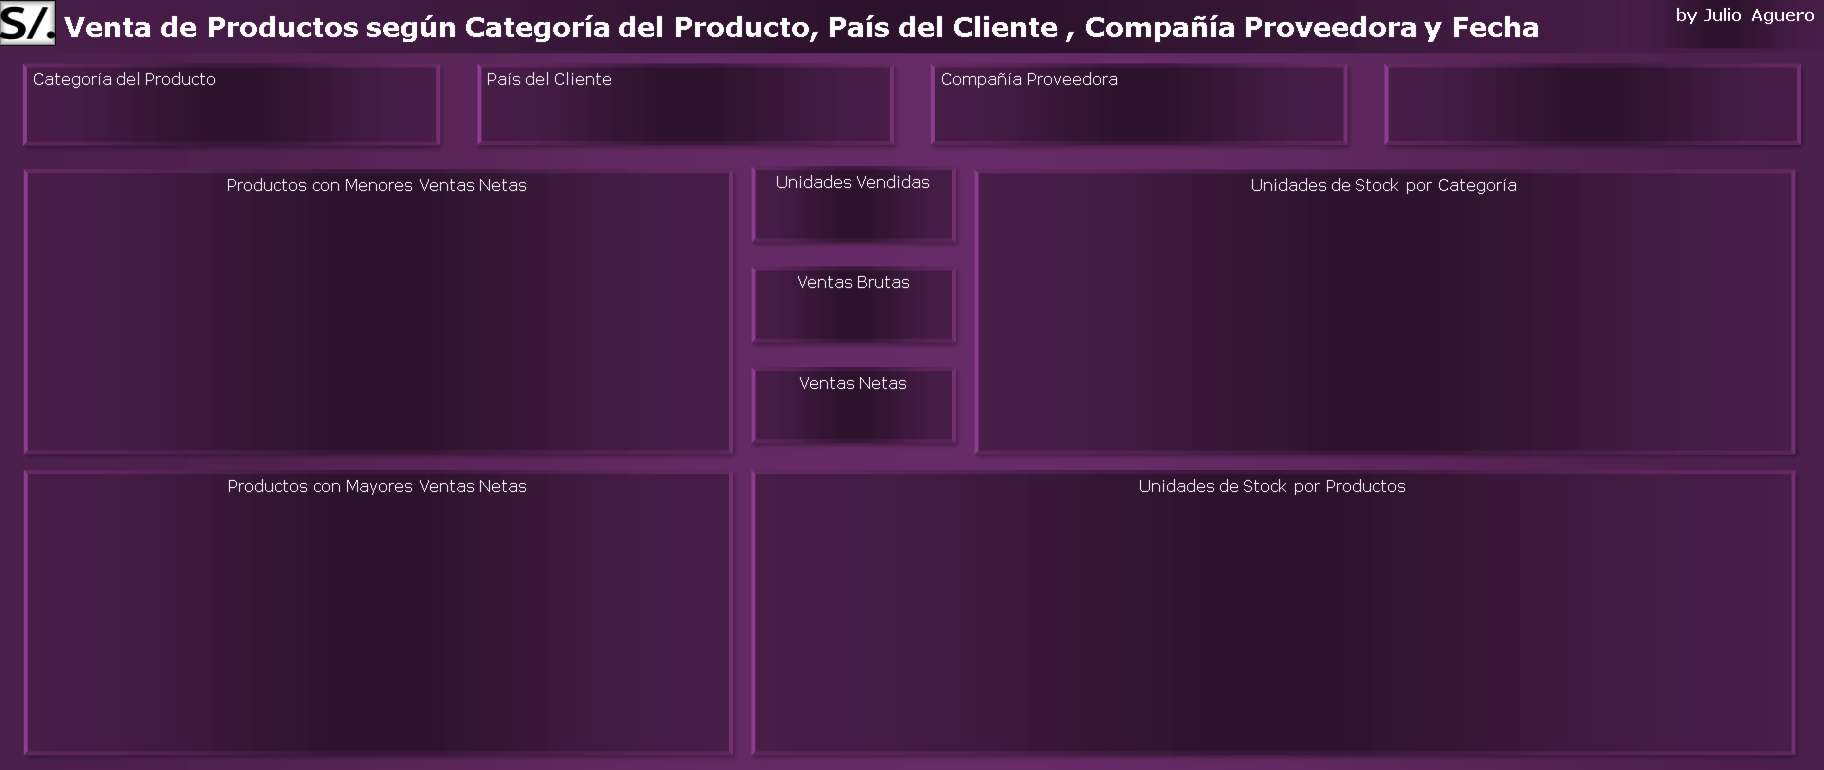 S/.
Venta de Productos según Categoría del Producto, País del Cliente , Compañía Proveedora y Fecha
by Julio Aguero
Categoría del Producto
País del Cliente
Compañía Proveedora
Productos con Menores Ventas Netas
Unidades Vendidas
Unidades de Stock por Categoría
Ventas Brutas
Ventas Netas
Productos con Mayores Ventas Netas
Unidades de Stock por Productos